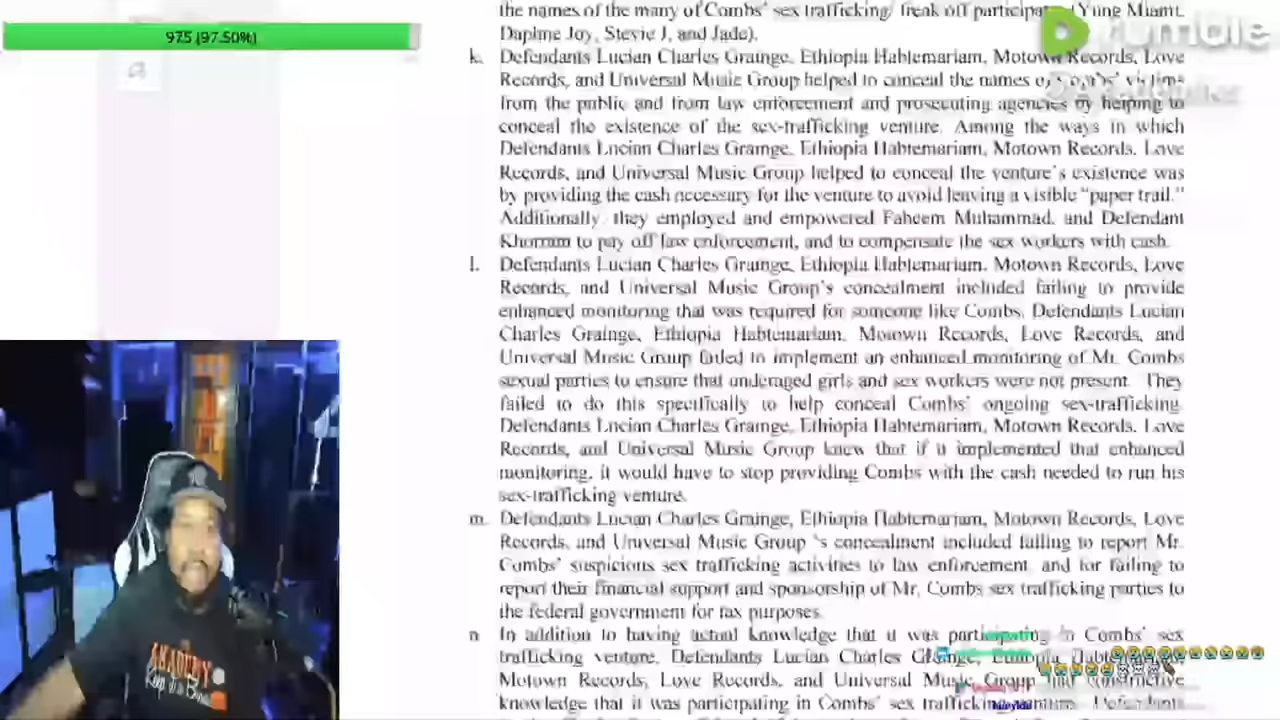 975 (97.50%)
the names of the many of Combs' sex trafficking/ freak off (Yung Miami,
Daphne Joy, Stevie J, and Jade).
rumble
k. Defendants Lucian Charles Grainge, Ethiopia Habtemariam, Motown Records, Love
Records, and Universal Music Group helped to conceal the names victims
from the public and from law enforcement and prosecuting agencies by helping to
conceal the existence of the sex-trafficking venture. Among the ways in which
Defendants Lucian Charles Grainge, Ethiopia Habtemariam, Motown Records, Love
Records, and Universal Music Group helped to conceal the venture's existence was
by providing the cash necessary for the venture to avoid leaving a visible "paper trail."
Additionally, they employed and empowered Faheem Muhammad, and Defendant
Khorram to pay off law enforcement, and to compensate the sex workers with cash.
l. Defendants Lucian Charles Grainge, Ethiopia Habtemariam, Motown Records, Love
Records, and Universal Music Group's concealment included failing to provide
enhanced monitoring that was required for someone like Combs. Defendants Lucian
Charles Grainge, Ethiopia Habtemariam, Motown Records, Love Records, and
Universal Music Group failed to implement an enhanced monitoring of Mr. Combs
sexual parties to ensure that underaged girls and sex workers were not present. They
failed to do this specifically to help conceal Combs' ongoing sex-trafficking.
Defendants Lucian Charles Grainge, Ethiopia Habtemariam, Motown Records, Love
Records, and Universal Music Group knew that if it implemented that enhanced
monitoring, it would have to stop providing Combs with the cash needed to run his
sex-trafficking venture.
m. Defendants Lucian Charles Grainge, Ethiopia Habtemariam, Motown Records, Love
Records, and Universal Music Group 's concealment included failing to report Mr.
Combs' suspicious sex trafficking activities to law enforcement, and for failing to
report their financial support and sponsorship of Mr. Combs sex trafficking parties to
the federal government for tax purposes.
n In addition to having actual knowledge that it was participating in Combs' sex
trafficking venture, Defendants Lucian Charles Grainge, Ethiopia
Motown Records, Love Records, and Universal Music Group had constructive
knowledge that it was participating in Combs' sex trafficking venture. Defendants
AKADEMY
Keep it a Buns